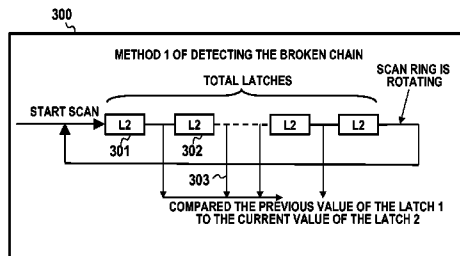 300
METHOD 1 OF DETECTING THE BROKEN CHAIN
TOTAL LATCHES
SCAN RING IS
ROTATING
START SCAN
L2
L2
L2
L2
301
302
303
COMPARED THE PREVIOUS VALUE OF THE LATCH 1
TO THE CURRENT VALUE OF THE LATCH 2